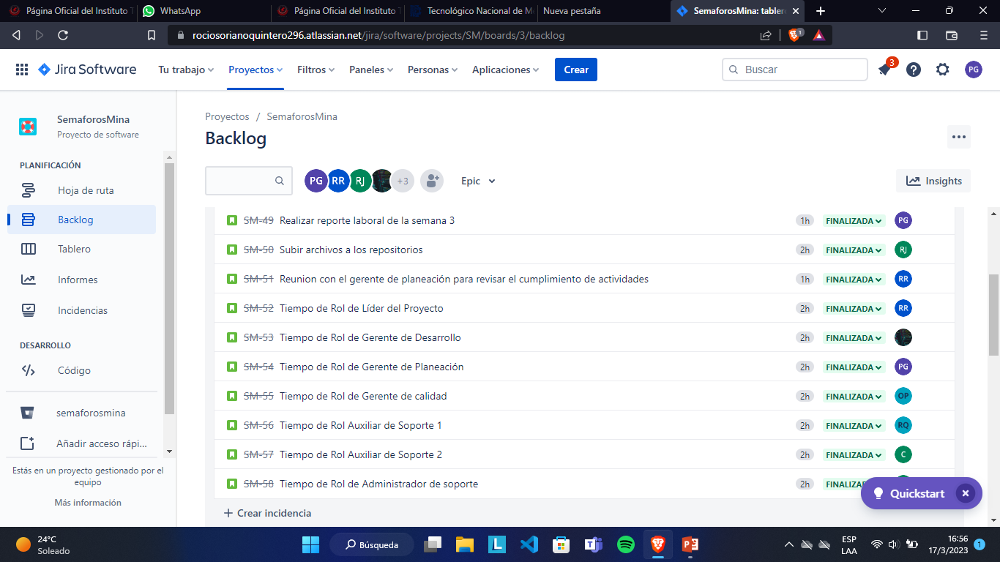 Página Oficial del Instituto T
WhatsApp
Página Oficial del Instituto T
Tecnológico Nacional de M
Nueva pestaña
SemaforosMina: tabler
rociosorianoquintero296.atlassian.net/jira/software/projects/SM/boards/3/backlog
1
Jira Software
Tu trabajo
Proyectos
Filtros
Paneles
Personas
Aplicaciones
Crear
Buscar
3
PG
SemaforosMina
Proyecto de software
PLANIFICACIÓN
Hoja de ruta
Backlog
Tablero
Informes
Incidencias
DESARROLLO
Código
semaforosmina
Añadir acceso rápi...
Estás en un proyecto gestionado por el
equipo
Más información
Proyectos / SemaforosMina
Backlog
PG RR RJ +3
Epic
Insights
SM-49 Realizar reporte laboral de la semana 3 1h FINALIZADA PG
SM-50 Subir archivos a los repositorios 2h FINALIZADA RJ
SM-51 Reunion con el gerente de planeación para revisar el cumplimiento de actividades 1h FINALIZADA RR
SM-52 Tiempo de Rol de Líder del Proyecto 2h FINALIZADA RR
SM-53 Tiempo de Rol de Gerente de Desarrollo 2h FINALIZADA
SM-54 Tiempo de Rol de Gerente de Planeación 2h FINALIZADA PG
SM-55 Tiempo de Rol de Gerente de calidad 2h FINALIZADA OP
SM-56 Tiempo de Rol Auxiliar de Soporte 1 2h FINALIZADA RQ
SM-57 Tiempo de Rol Auxiliar de Soporte 2 2h FINALIZADA C
SM-58 Tiempo de Rol de Administrador de soporte 2h FINALIZA
+ Crear incidencia
Quickstart
24°C
Soleado
Búsqueda
ESP
LAA
16:56
17/3/2023
1